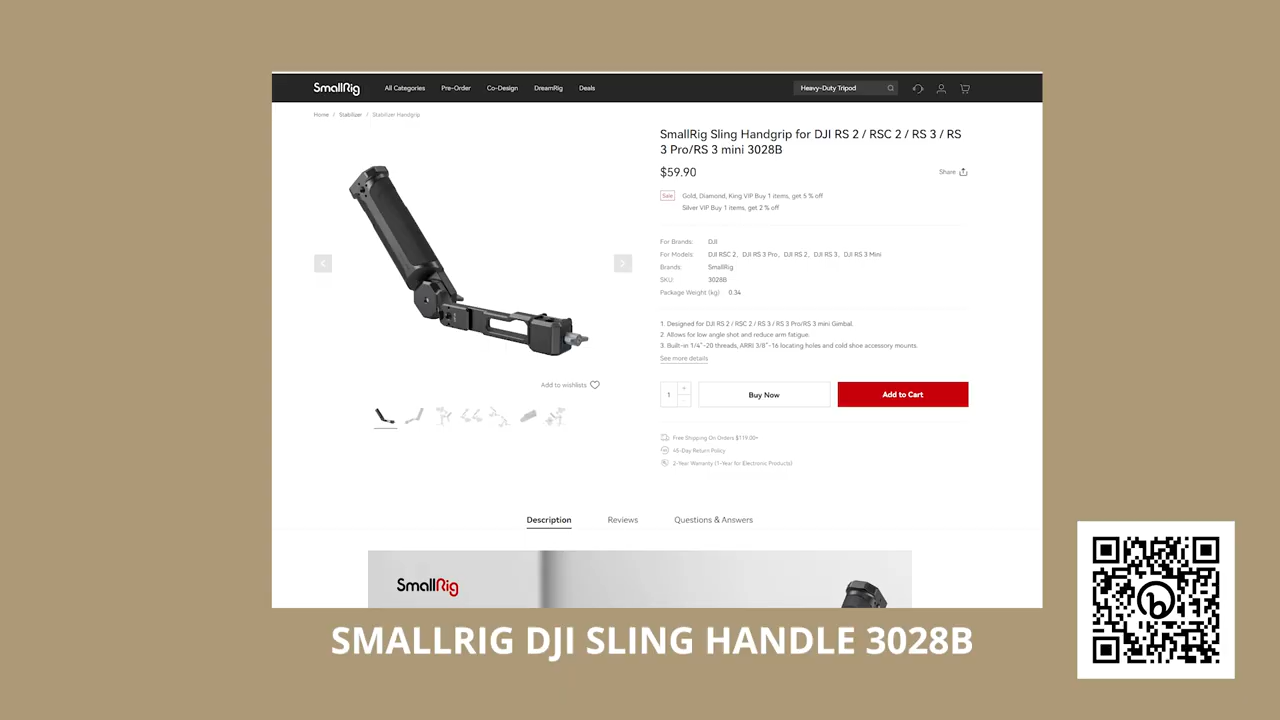 SmallRig
All Categories
Pre-Order
Co-Design
DreamRig
Deals
Heavy-Duty Tripod
Home / Stabilizer / Stabilizer Handgrip
SmallRig Sling Handgrip for DJI RS 2 / RSC 2 / RS 3 / RS
3 Pro/RS 3 mini 3028B
$59.90
Share
Sale
Gold, Diamond, King VIP Buy 1 items, get 5 % off
Silver VIP Buy 1 items, get 2 % off
For Brands: DJI
For Models: DJI RSC 2、DJI RS 3 Pro、DJI RS 2、DJI RS 3、DJI RS 3 Mini
Brands: SmallRig
SKU: 3028B
Package Weight (kg) 0.34
1. Designed for DJI RS 2 / RSC 2 / RS 3 / RS 3 Pro/RS 3 mini Gimbal.
2. Allows for low angle shot and reduce arm fatigue.
3. Built-in 1/4"-20 threads, ARRI 3/8"-16 locating holes and cold shoe accessory mounts.
See more details
Add to wishlists
1
+
-
Buy Now
Add to Cart
Free Shipping On Orders $119.00+
45-Day Return Policy
2-Year Warranty (1-Year for Electronic Products)
Description
Reviews
Questions & Answers
SmallRig
SMALLRIG DJI SLING HANDLE 3028B
b